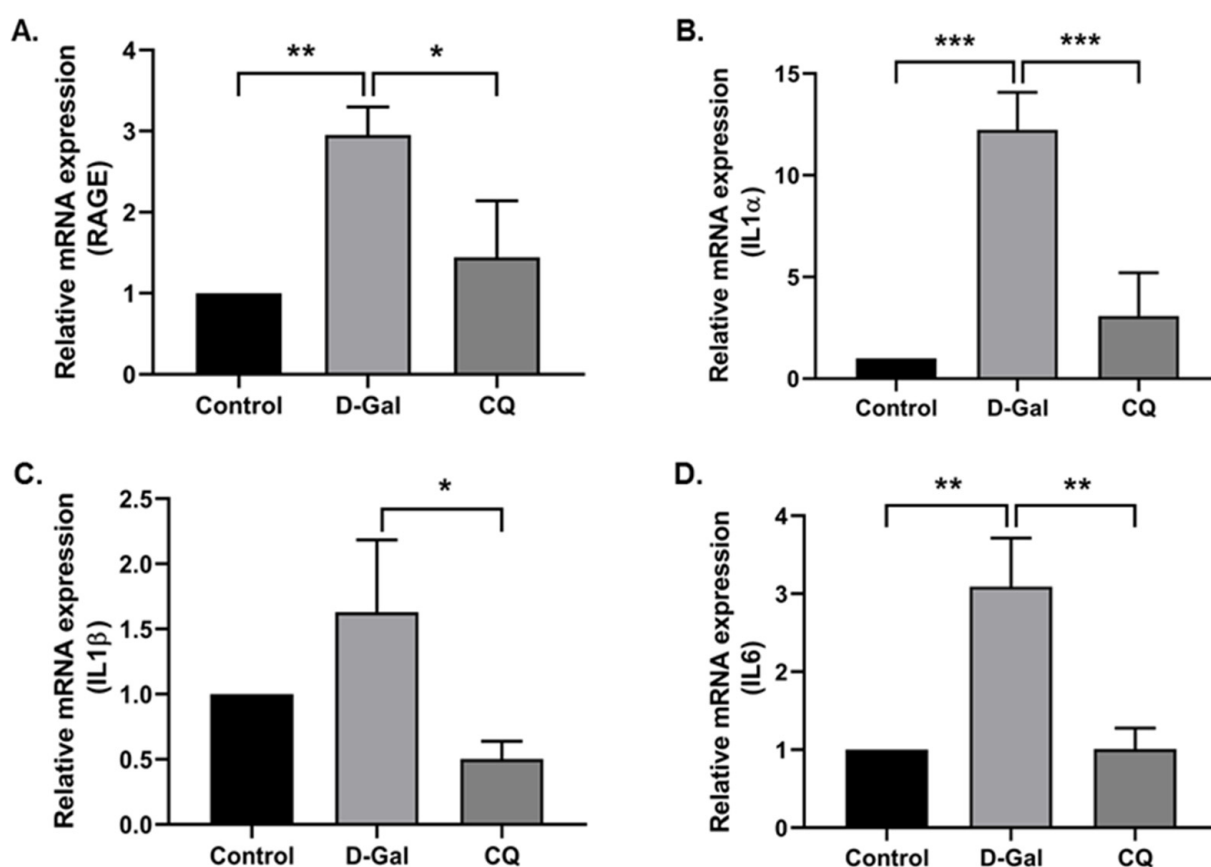 A.
Relative mRNA expression
(RAGE)
4
3
2
1
0
** *
Control D-Gal CQ
B.
Relative mRNA expression
(IL1α)
15
10
5
0
*** ***
Control D-Gal CQ
C.
Relative mRNA expression
(IL1β)
2.5
2.0
1.5
1.0
0.5
0.0
*
Control D-Gal CQ
D.
Relative mRNA expression
(IL6)
4
3
2
1
0
** **
Control D-Gal CQ